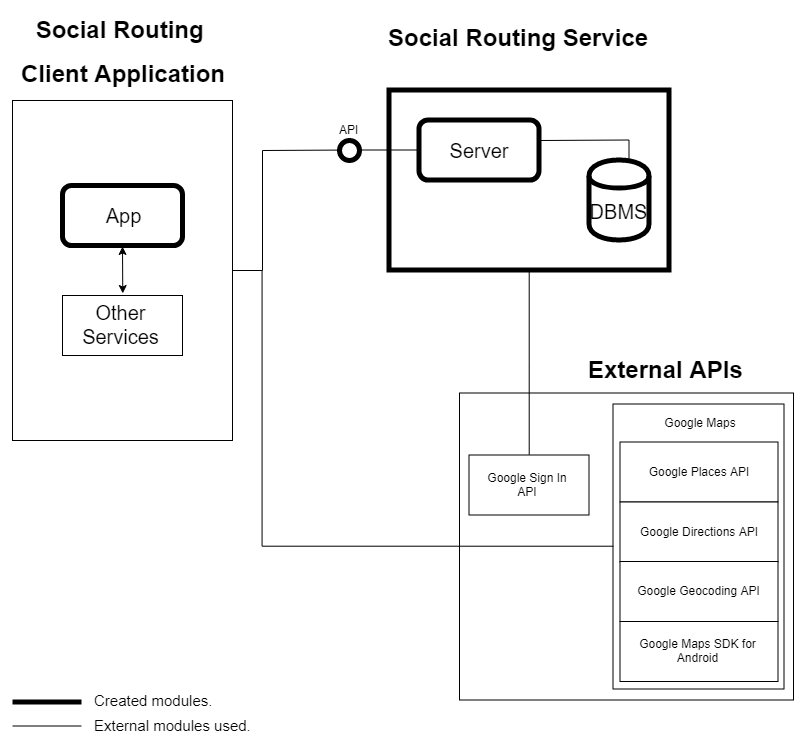 Social Routing
Client Application
Social Routing Service
API
Server
DBMS
App
Other
Services
External APIs
Google Maps
Google Places API
Google Sign In
API
Google Directions API
Google Geocoding API
Google Maps SDK for
Android
Created modules.
External modules used.